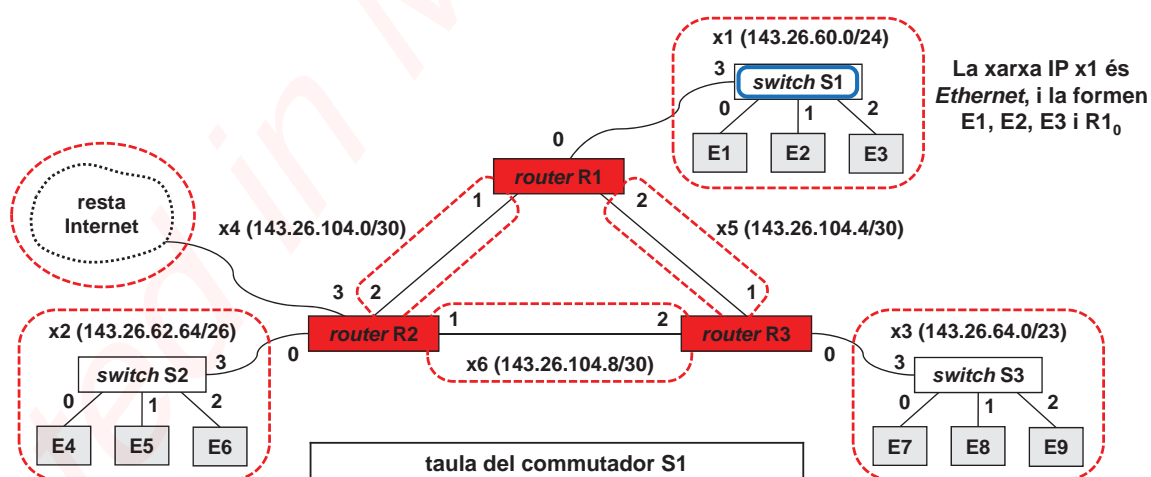 x1 (143.26.60.0/24)
3
switch S1
0
1
2
E1
E2
E3
La xarxa IP x1 és
Ethernet, i la formen
E1, E2, E3 i R1₀
0
router R1
1
2
resta
Internet
x4 (143.26.104.0/30)
x5 (143.26.104.4/30)
3
2
1
x2 (143.26.62.64/26)
router R2
1
2
router R3
x3 (143.26.64.0/23)
0
x6 (143.26.104.8/30)
0
switch S2
3
0
1
2
E4
E5
E6
3
switch S3
0
1
2
E7
E8
E9
taula del commutador S1